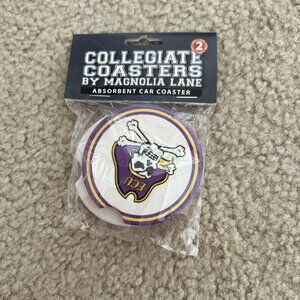 COLLEGIATE
2
COASTERS
BY MAGNOLIA LANE
ABSORBENT CAR COASTER
ECU